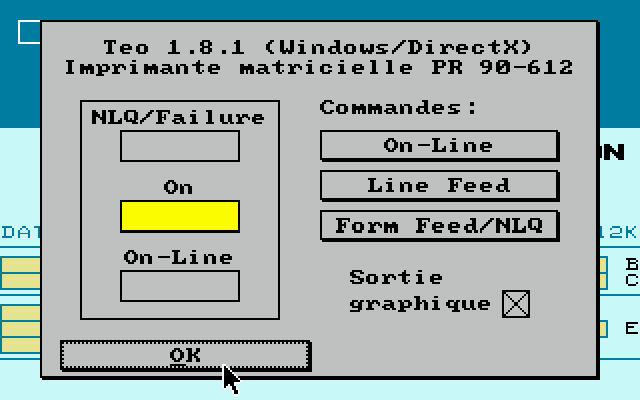 Teo 1.8.1 (Windows/DirectX)
Imprimante matricielle PR 90-612
NLQ/Failure
On
On-Line
Commandes:
On-Line
Line Feed
Form Feed/NLQ
Sortie
graphique
OK
ON
DAT
12K
B
C
E